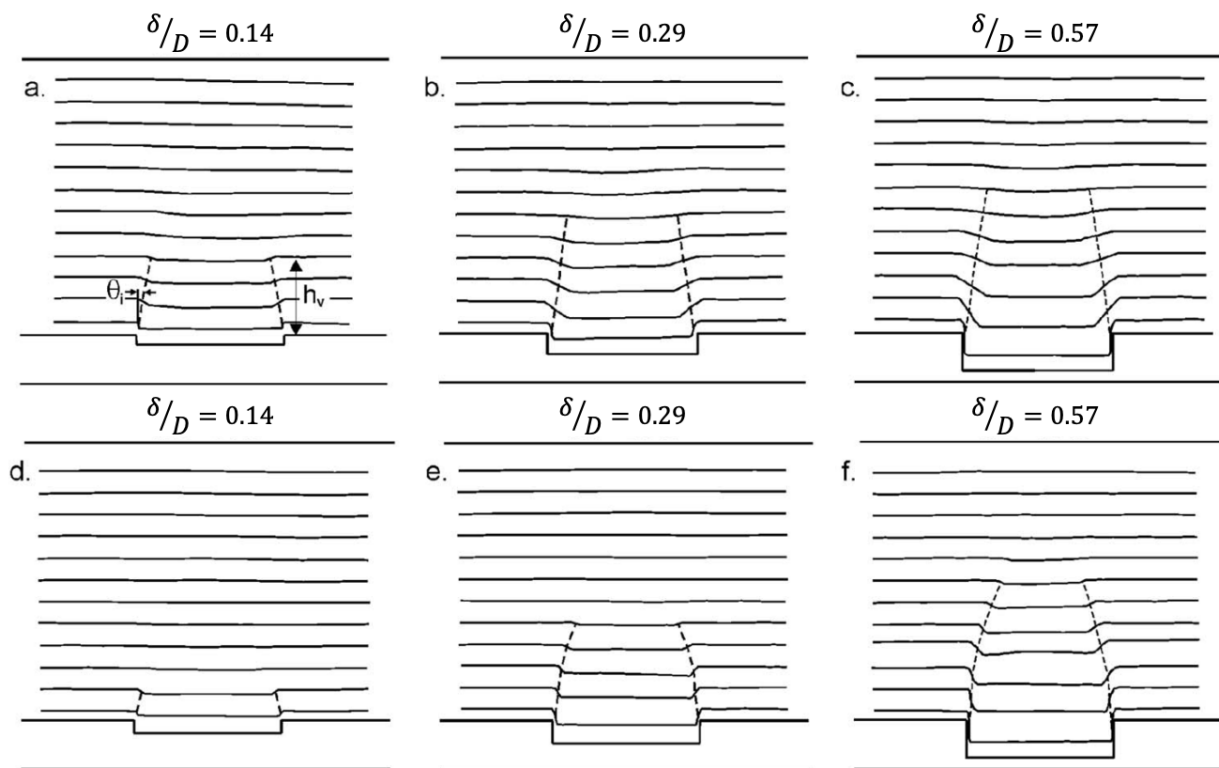 δ/D = 0.14
δ/D = 0.29
δ/D = 0.57
a.
b.
c.
θi
hv
δ/D = 0.14
δ/D = 0.29
δ/D = 0.57
d.
e.
f.